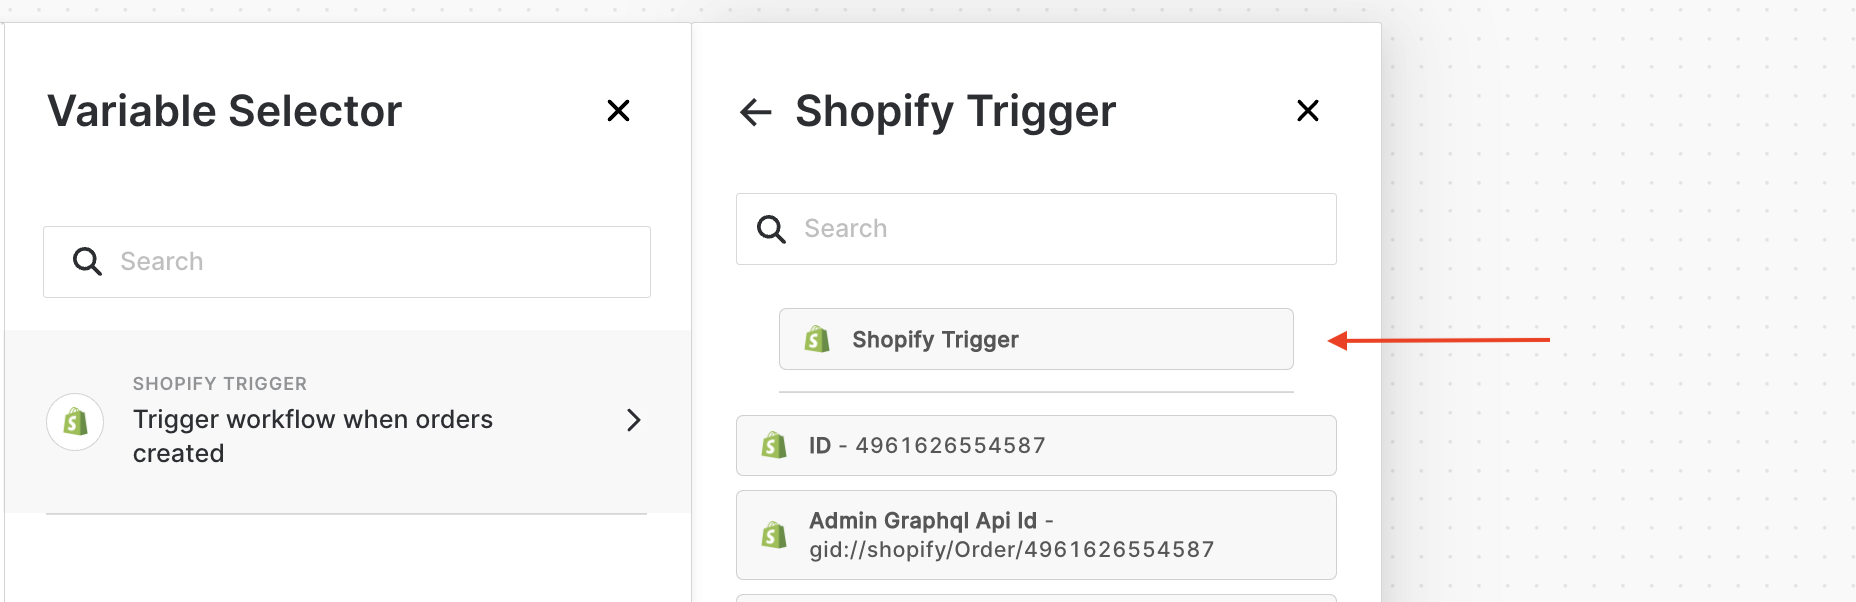 Variable Selector
Search
SHOPIFY TRIGGER
Trigger workflow when orders
created
Shopify Trigger
Search
Shopify Trigger
ID - 4961626554587
Admin Graphql Api Id -
gid://shopify/Order/4961626554587